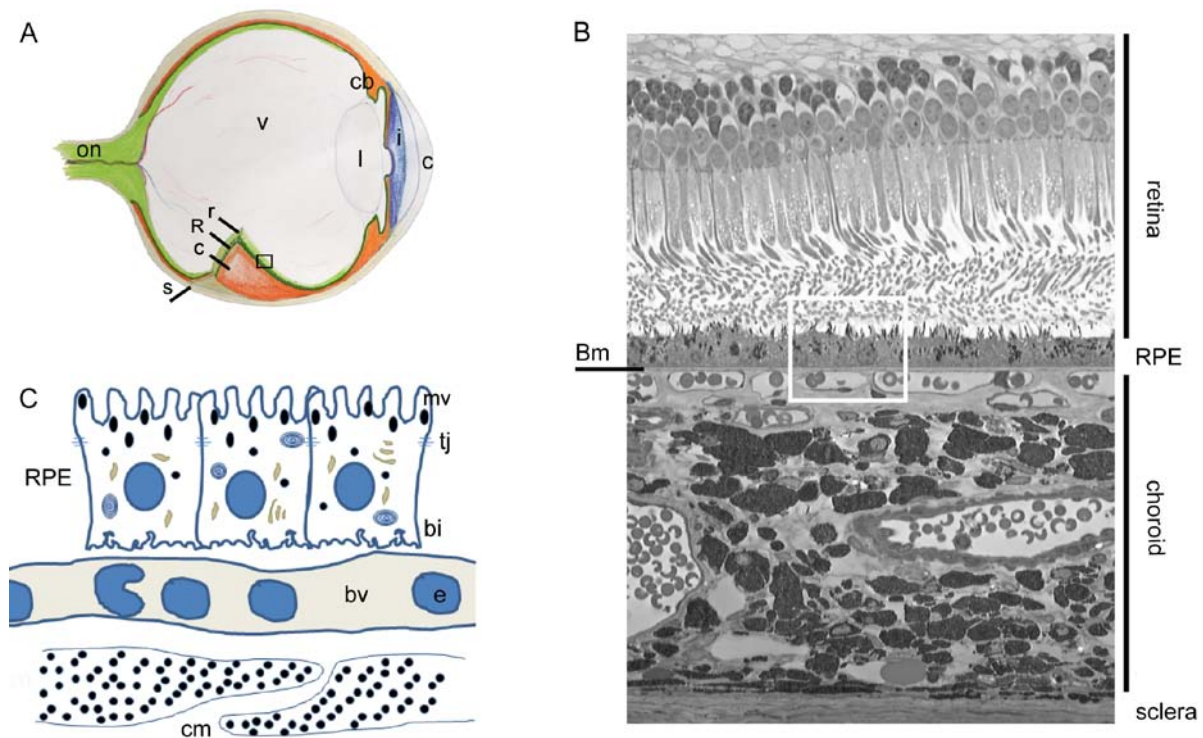 A
cb
v
on
i
l
c
r
R
c
s
B
retina
RPE
Bm
choroid
sclera
C
mv
tj
RPE
bi
bv
e
cm